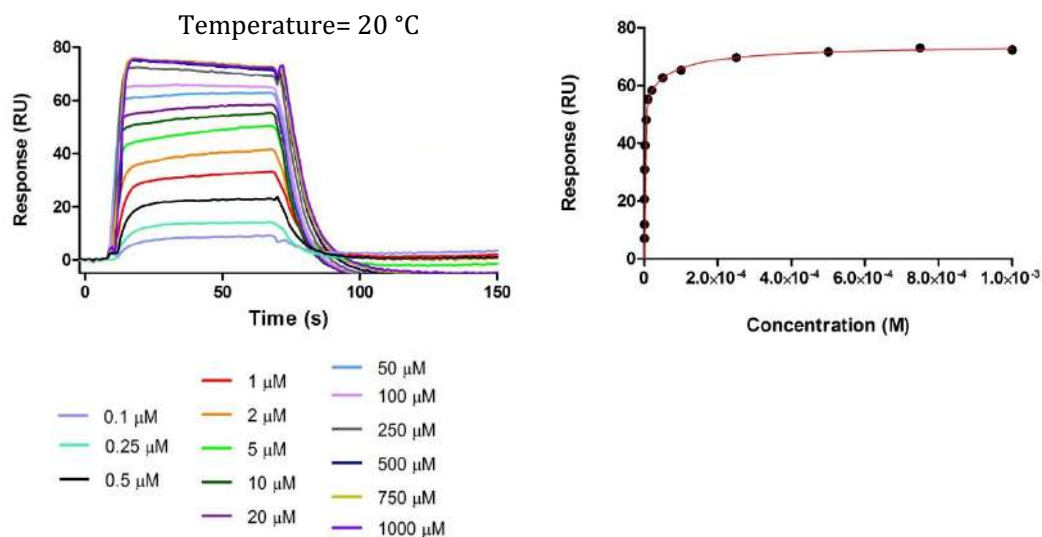 Temperature= 20 °C
Response (RU)
80
60
40
20
0
0
50
100
150
Time (s)
Response (RU)
80
60
40
20
0
0
2.0×10⁻⁴
4.0×10⁻⁴
6.0×10⁻⁴
8.0×10⁻⁴
1.0×10⁻³
Concentration (M)
0.1 μM
0.25 μM
0.5 μM
1 μM
2 μM
5 μM
10 μM
20 μM
50 μM
100 μM
250 μM
500 μM
750 μM
1000 μM